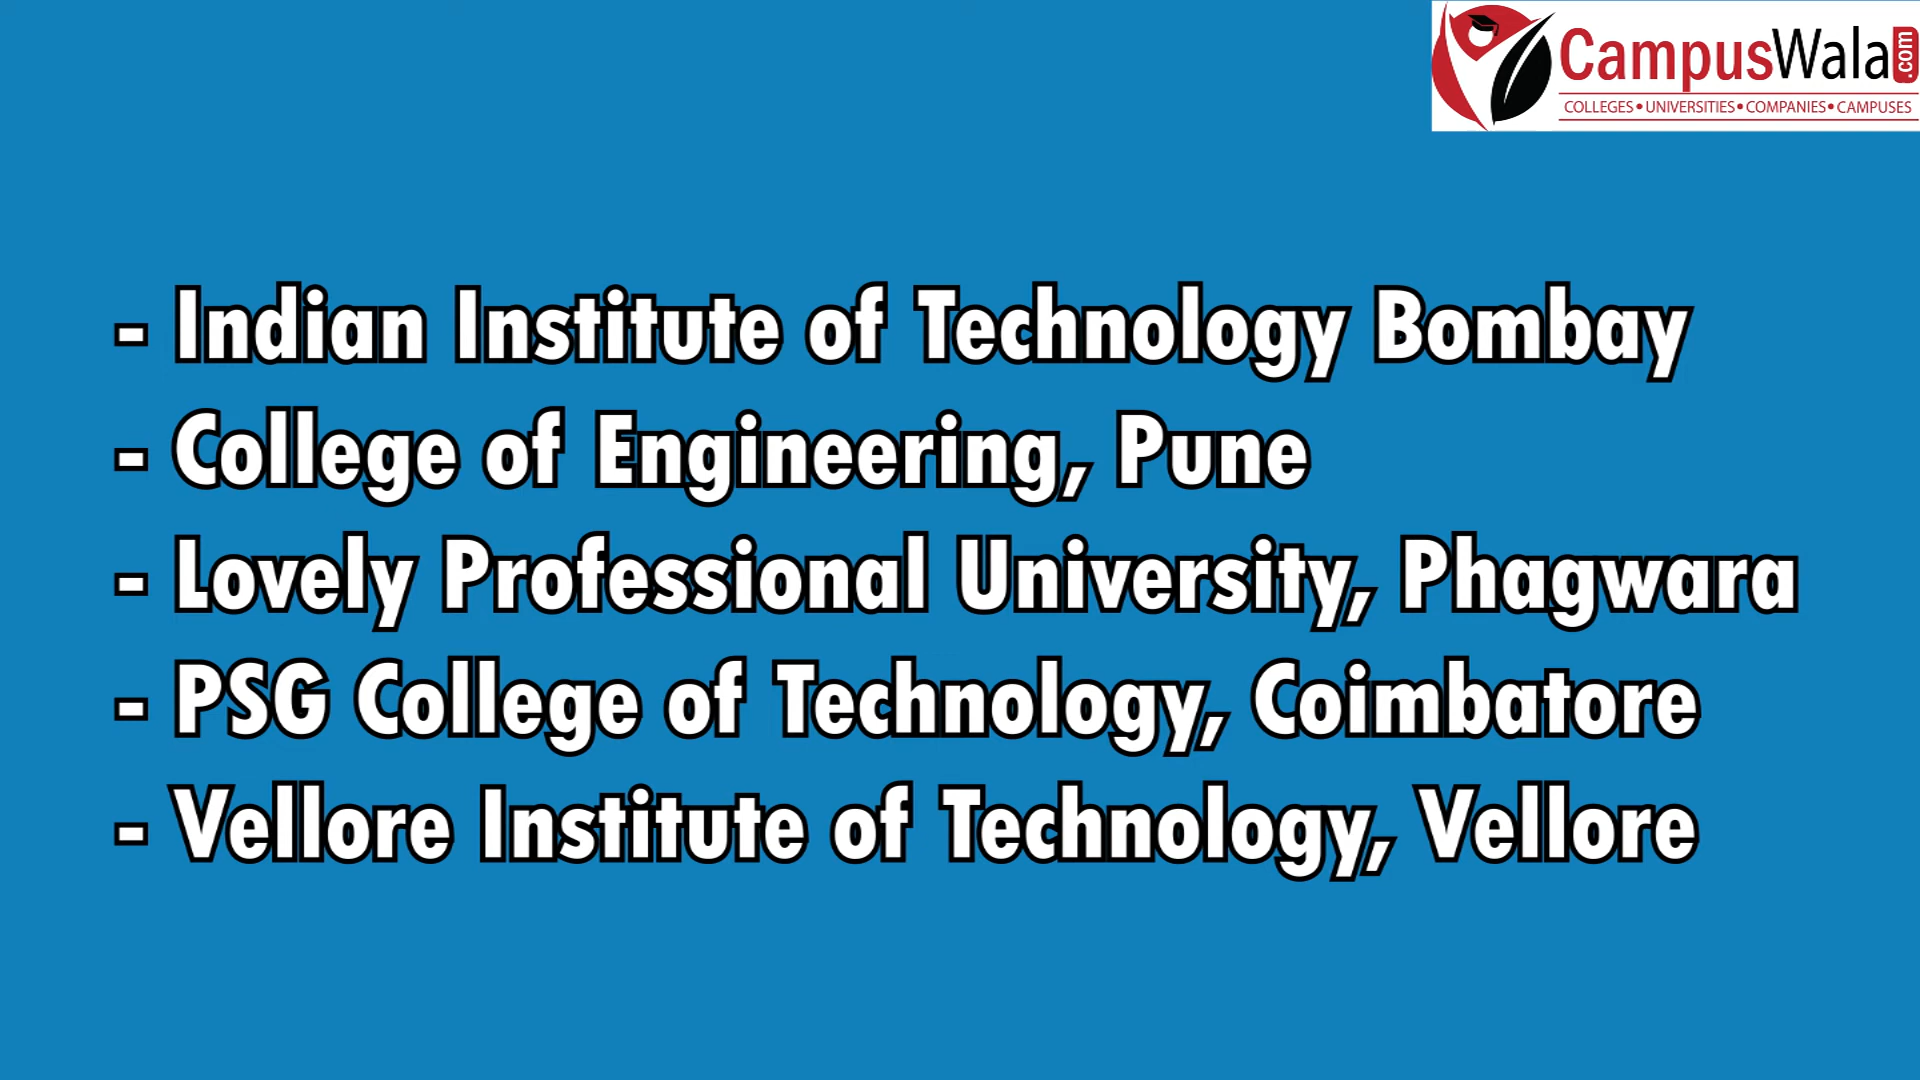 CampusWala.com
COLLEGES • UNIVERSITIES • COMPANIES • CAMPUSES
- Indian Institute of Technology Bombay
- College of Engineering, Pune
- Lovely Professional University, Phagwara
- PSG College of Technology, Coimbatore
- Vellore Institute of Technology, Vellore